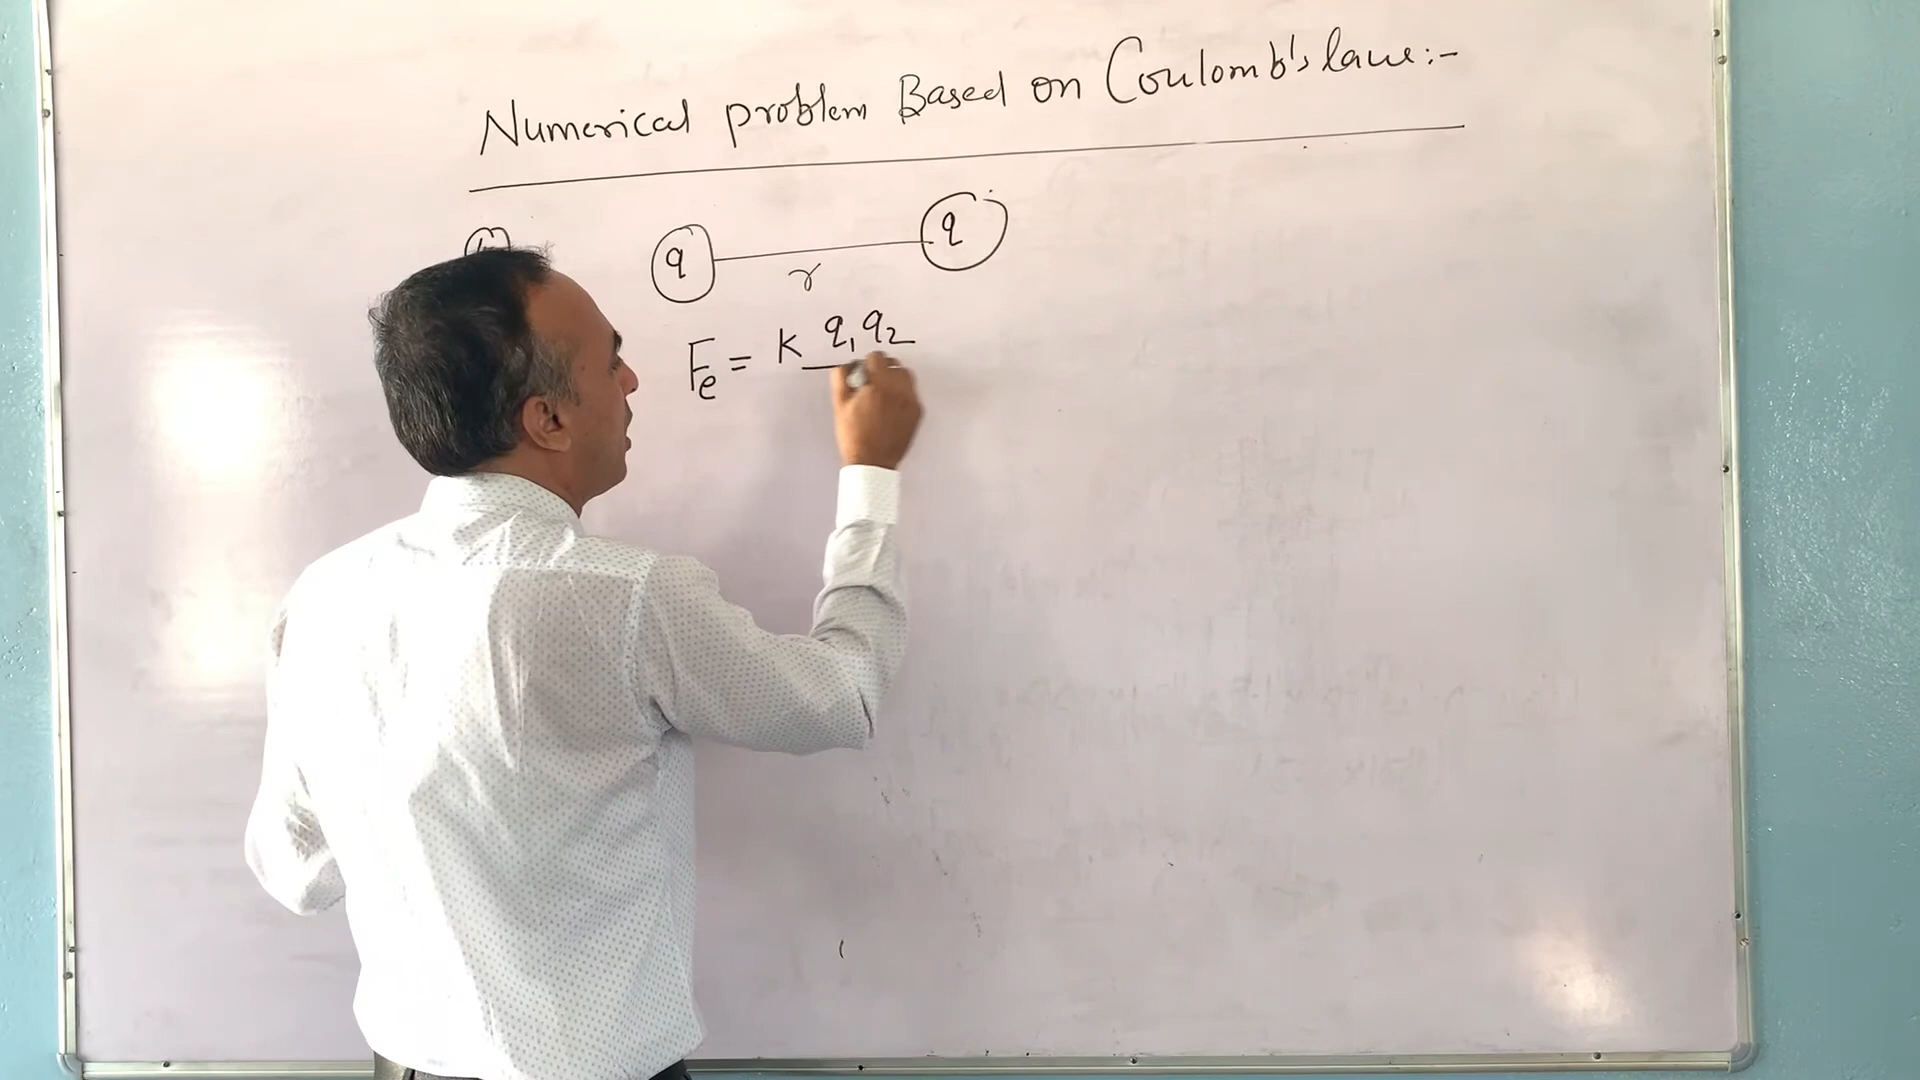 Numerical problem Based on Coulomb's law:-
q q
r
Fe = k q1q2